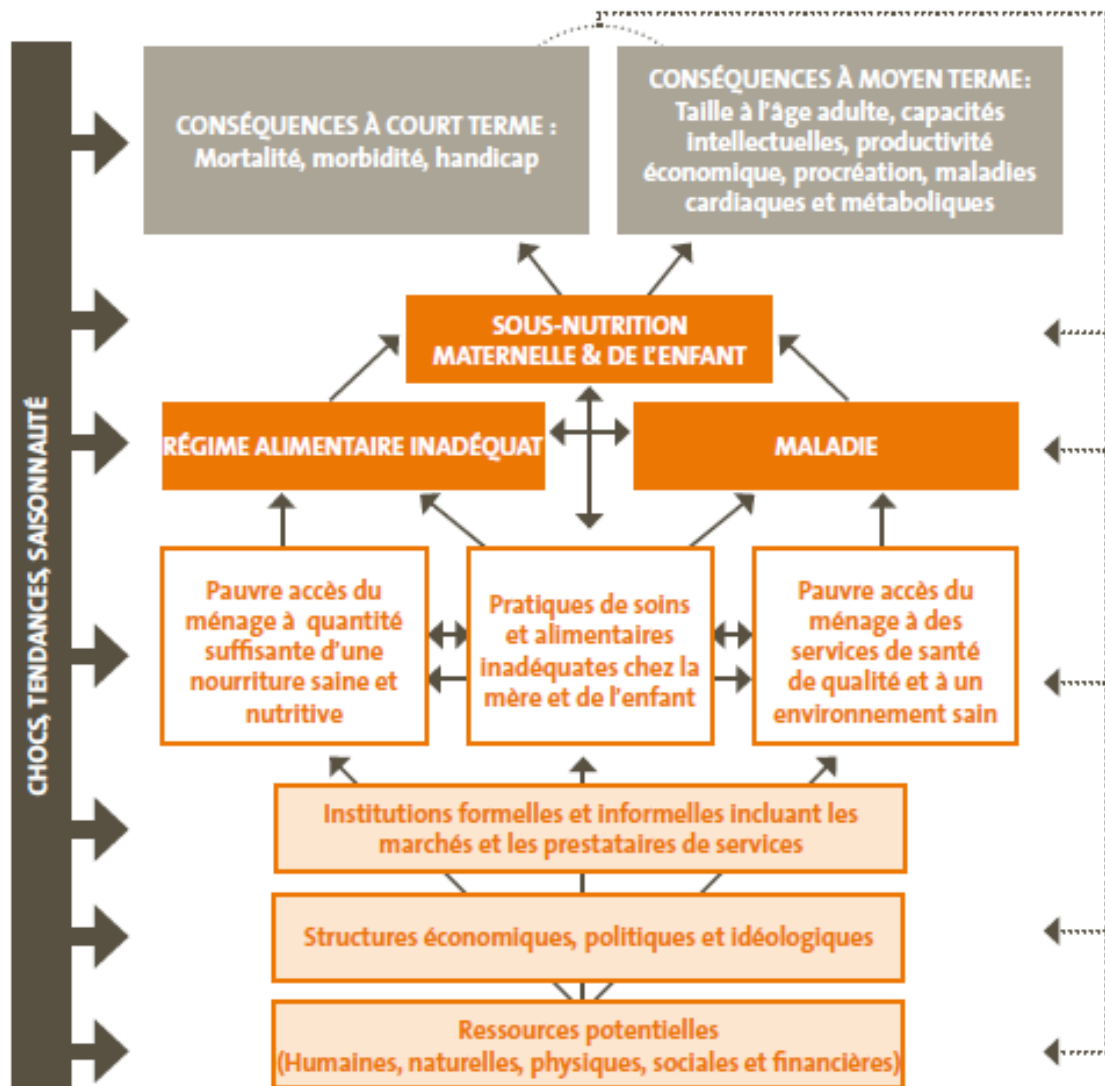 CHOCS, TENDANCES, SAISONNALITÉ
CONSÉQUENCES À COURT TERME :
Mortalité, morbidité, handicap
CONSÉQUENCES À MOYEN TERME:
Taille à l'âge adulte, capacités
intellectuelles, productivité
économique, procréation, maladies
cardiaques et métaboliques
SOUS-NUTRITION
MATERNELLE & DE L'ENFANT
RÉGIME ALIMENTAIRE INADÉQUAT
MALADIE
Pauvre accès du
ménage à quantité
suffisante d'une
nourriture saine et
nutritive
Pratiques de soins
et alimentaires
inadéquates chez la
mère et de l'enfant
Pauvre accès du
ménage à des
services de santé
de qualité et à un
environnement sain
Institutions formelles et informelles incluant les
marchés et les prestataires de services
Structures économiques, politiques et idéologiques
Ressources potentielles
(Humaines, naturelles, physiques, sociales et financières)